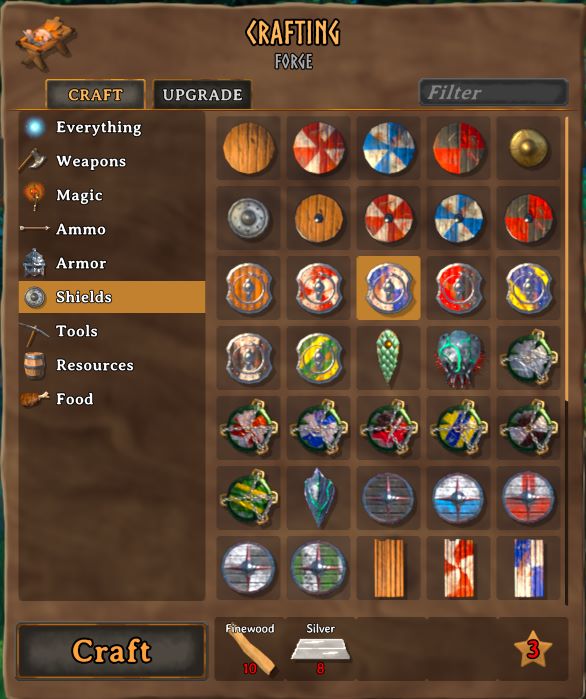 CRAFTING
FORGE
CRAFT
UPGRADE
Filter
Everything
Weapons
Magic
Ammo
Armor
Shields
Tools
Resources
Food
Craft
Finewood
10
Silver
8
3